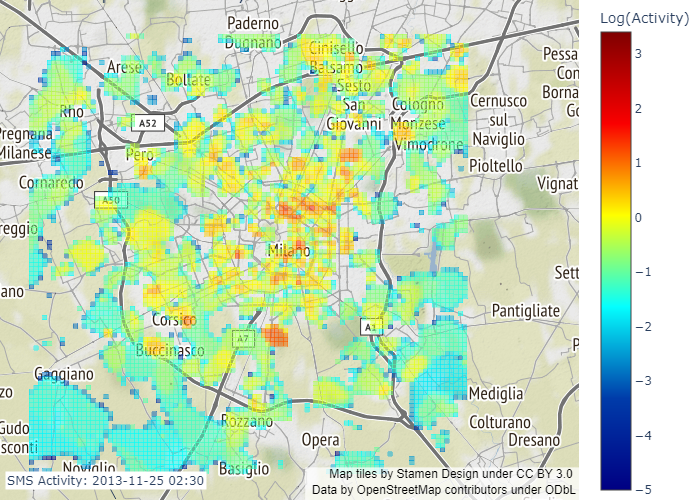 Log(Activity)
Paderno
Dugnano
Cinisello
Balsamo
Arese
Bollate
Sesto
San
Giovanni
Cologno
Monzese
Vimodrone
Cernusco
sul
Naviglio
Pioltello
Pessa
Con
Borna
Go
Vignat
Rho
A52
Pregnana
Milanese
Pero
Cornaredo
A50
reggio
Milano
ano
Sett
Pantigliate
P
Corsico
A7
A1
Buccinasco
Gaggiano
zo
Gudo
sconti
Mediglia
Colturano
Dresano
Rozzano
Opera
Noviglio
Basiglio
SMS Activity: 2013-11-25 02:30
Map tiles by Stamen Design under CC BY 3.0
Data by OpenStreetMap contributors under ODbL
3
2
1
0
−1
−2
−3
−4
−5